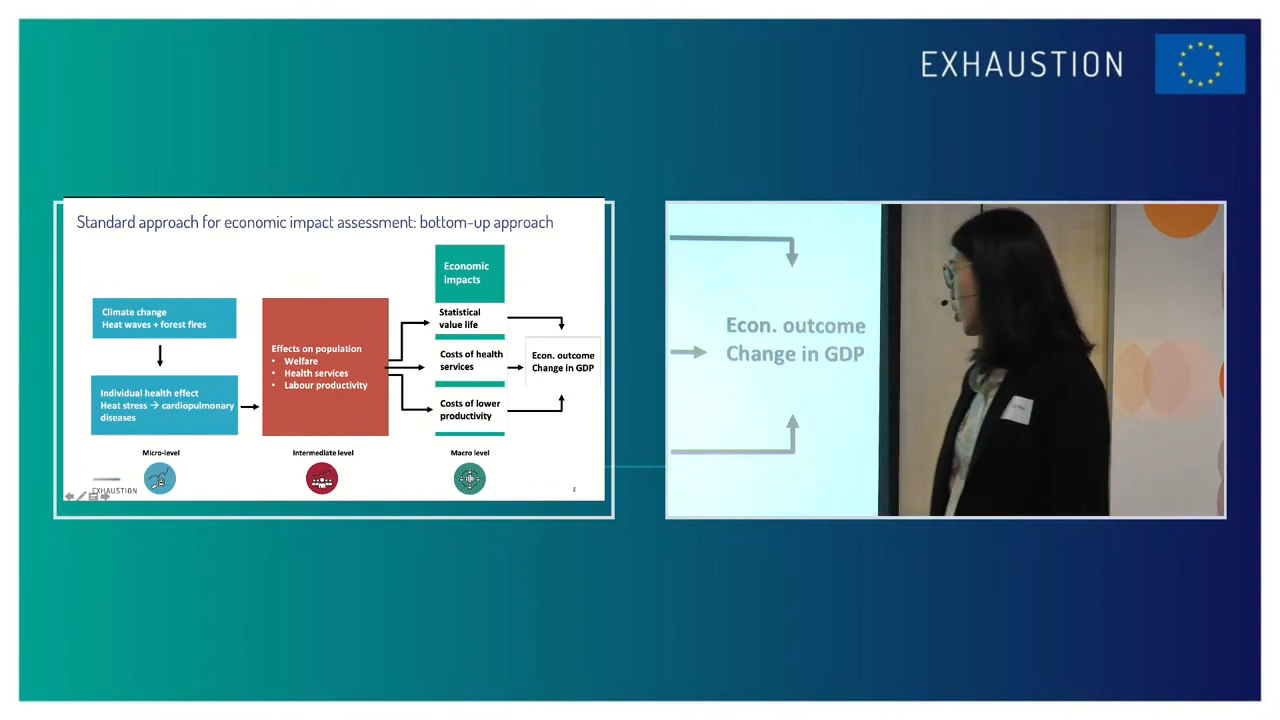 EXHAUSTION
Standard approach for economic impact assessment: bottom-up approach
Economic
impacts
Climate change
Heat waves + forest fires
Individual health effect
Heat stress → cardiopulmonary
diseases
Effects on population
• Welfare
• Health services
• Labour productivity
Statistical
value life
Costs of health
services
Costs of lower
productivity
Econ. outcome
Change in GDP
Micro-level
Intermediate level
Macro level
EXHAUSTION
2
Econ. outcome
Change in GDP